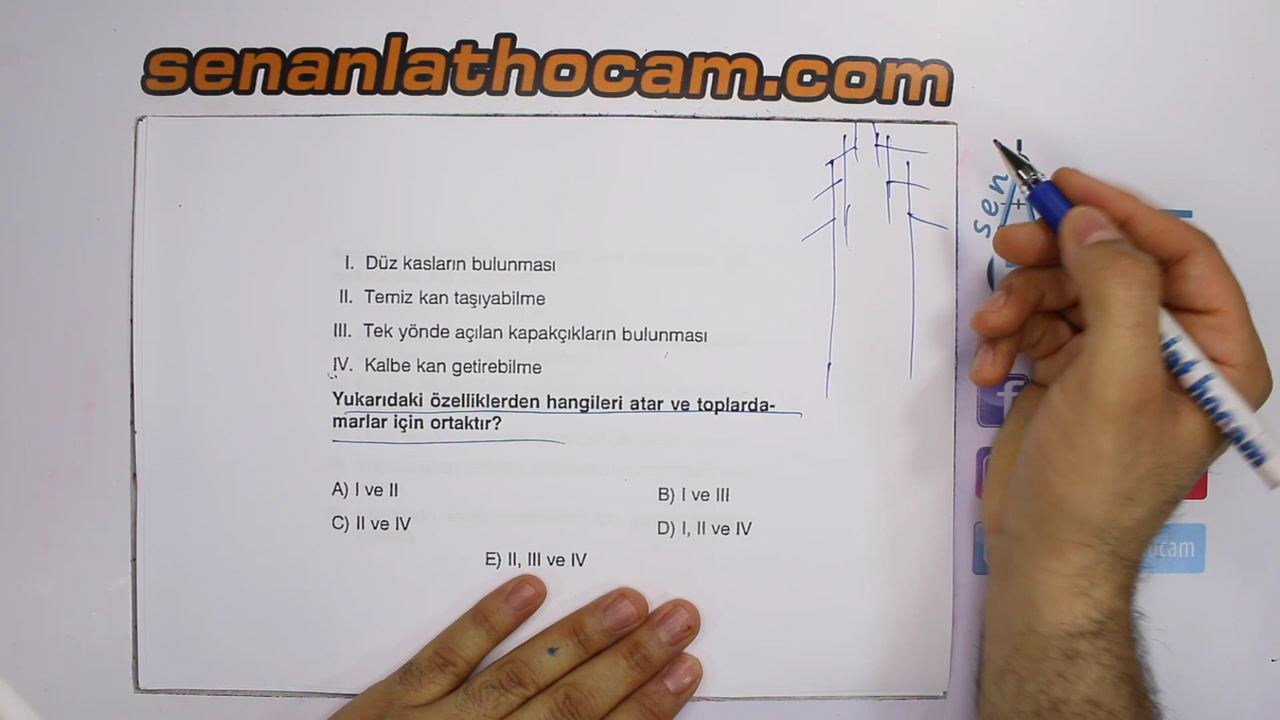 senanlathocam.com
I. Düz kasların bulunması
II. Temiz kan taşıyabilme
III. Tek yönde açılan kapakçıkların bulunması
IV. Kalbe kan getirebilme
Yukarıdaki özelliklerden hangileri atar ve toplarda-
marlar için ortaktır?
A) I ve II
B) I ve III
C) II ve IV
D) I, II ve IV
E) II, III ve IV
sen
f
ocam